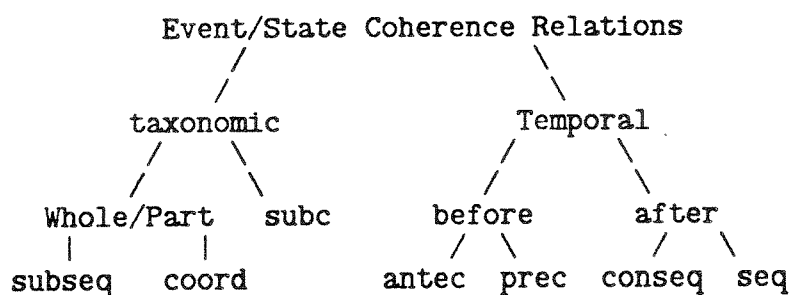 Event/State Coherence Relations
taxonomic Temporal
Whole/Part subc before after
subseq coord antec prec conseq seq